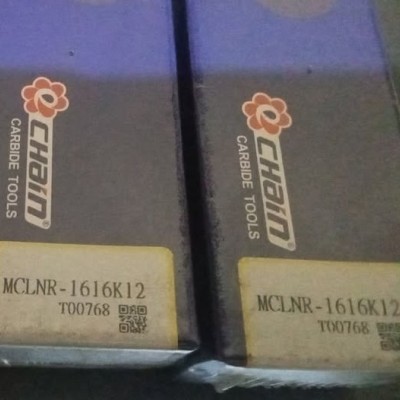 e
CHAIN®
CARBIDE TOOLS
MCLNR-1616K12
T00768
e
CHAIN®
CARBIDE TOOLS
MCLNR-1616K12
T00768